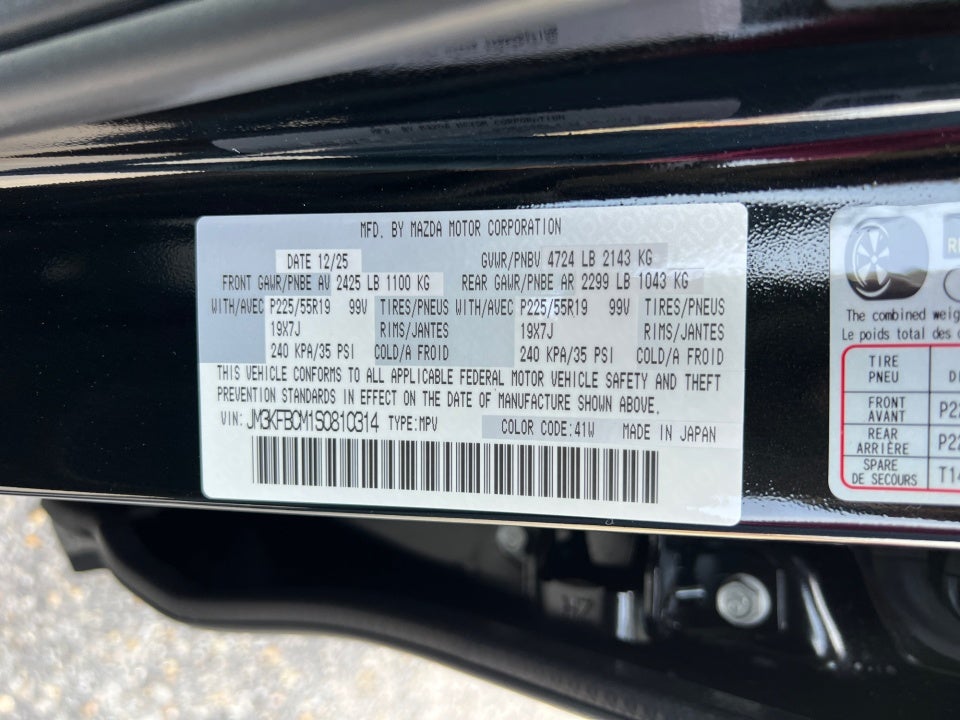 MFD. BY MAZDA MOTOR CORPORATION
DATE 12/25 GVWR/PNBV 4724 LB 2143 KG
FRONT GAWR/PNBE AV 2425 LB 1100 KG REAR GAWR/PNBE AR 2299 LB 1043 KG
WITH/AVEC P225/55R19 99V TIRES/PNEUS WITH/AVEC P225/55R19 99V TIRES/PNEUS
19X7J RIMS/JANTES 19X7J RIMS/JANTES
240 KPA/35 PSI COLD/A FROID 240 KPA/35 PSI COLD/A FROID
THIS VEHICLE CONFORMS TO ALL APPLICABLE FEDERAL MOTOR VEHICLE SAFETY AND THEFT
PREVENTION STANDARDS IN EFFECT ON THE DATE OF MANUFACTURE SHOWN ABOVE.
VIN: JM3KFBCM1S0810314 TYPE:MPV COLOR CODE:41W MADE IN JAPAN
The combined
Le poids total des
TIRE
PNEU
FRONT
AVANT
REAR
ARRIÈRE
SPARE
DE SECOURS